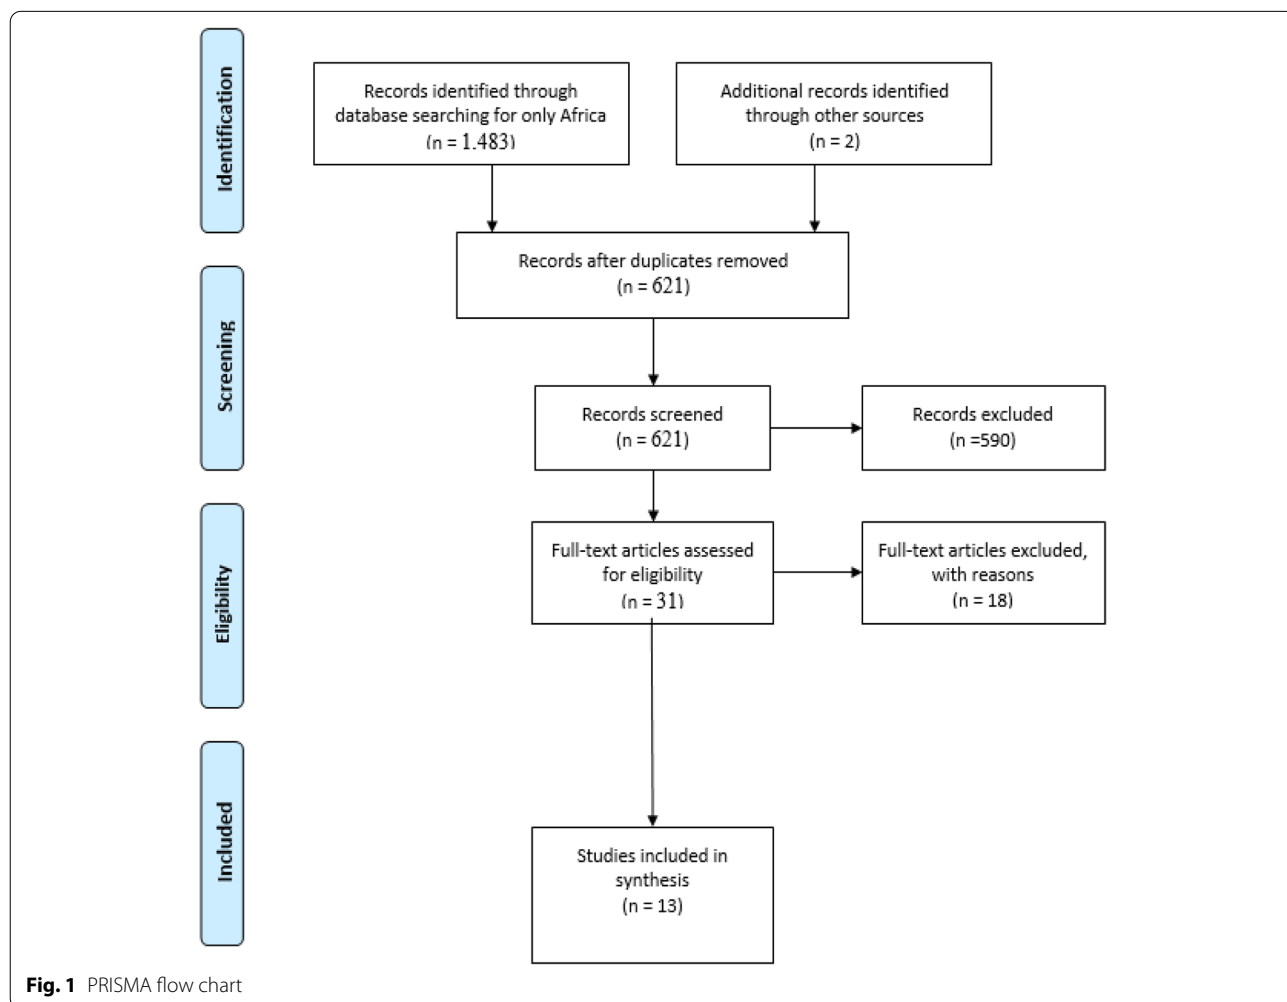 Identification
Records identified through
database searching for only Africa
(n = 1.483)
Additional records identified
through other sources
(n = 2)
Records after duplicates removed
(n = 621)
Screening
Records screened
(n = 621)
Records excluded
(n =590)
Eligibility
Full-text articles assessed
for eligibility
(n = 31)
Full-text articles excluded,
with reasons
(n = 18)
Included
Studies included in
synthesis
(n = 13)
Fig. 1 PRISMA flow chart